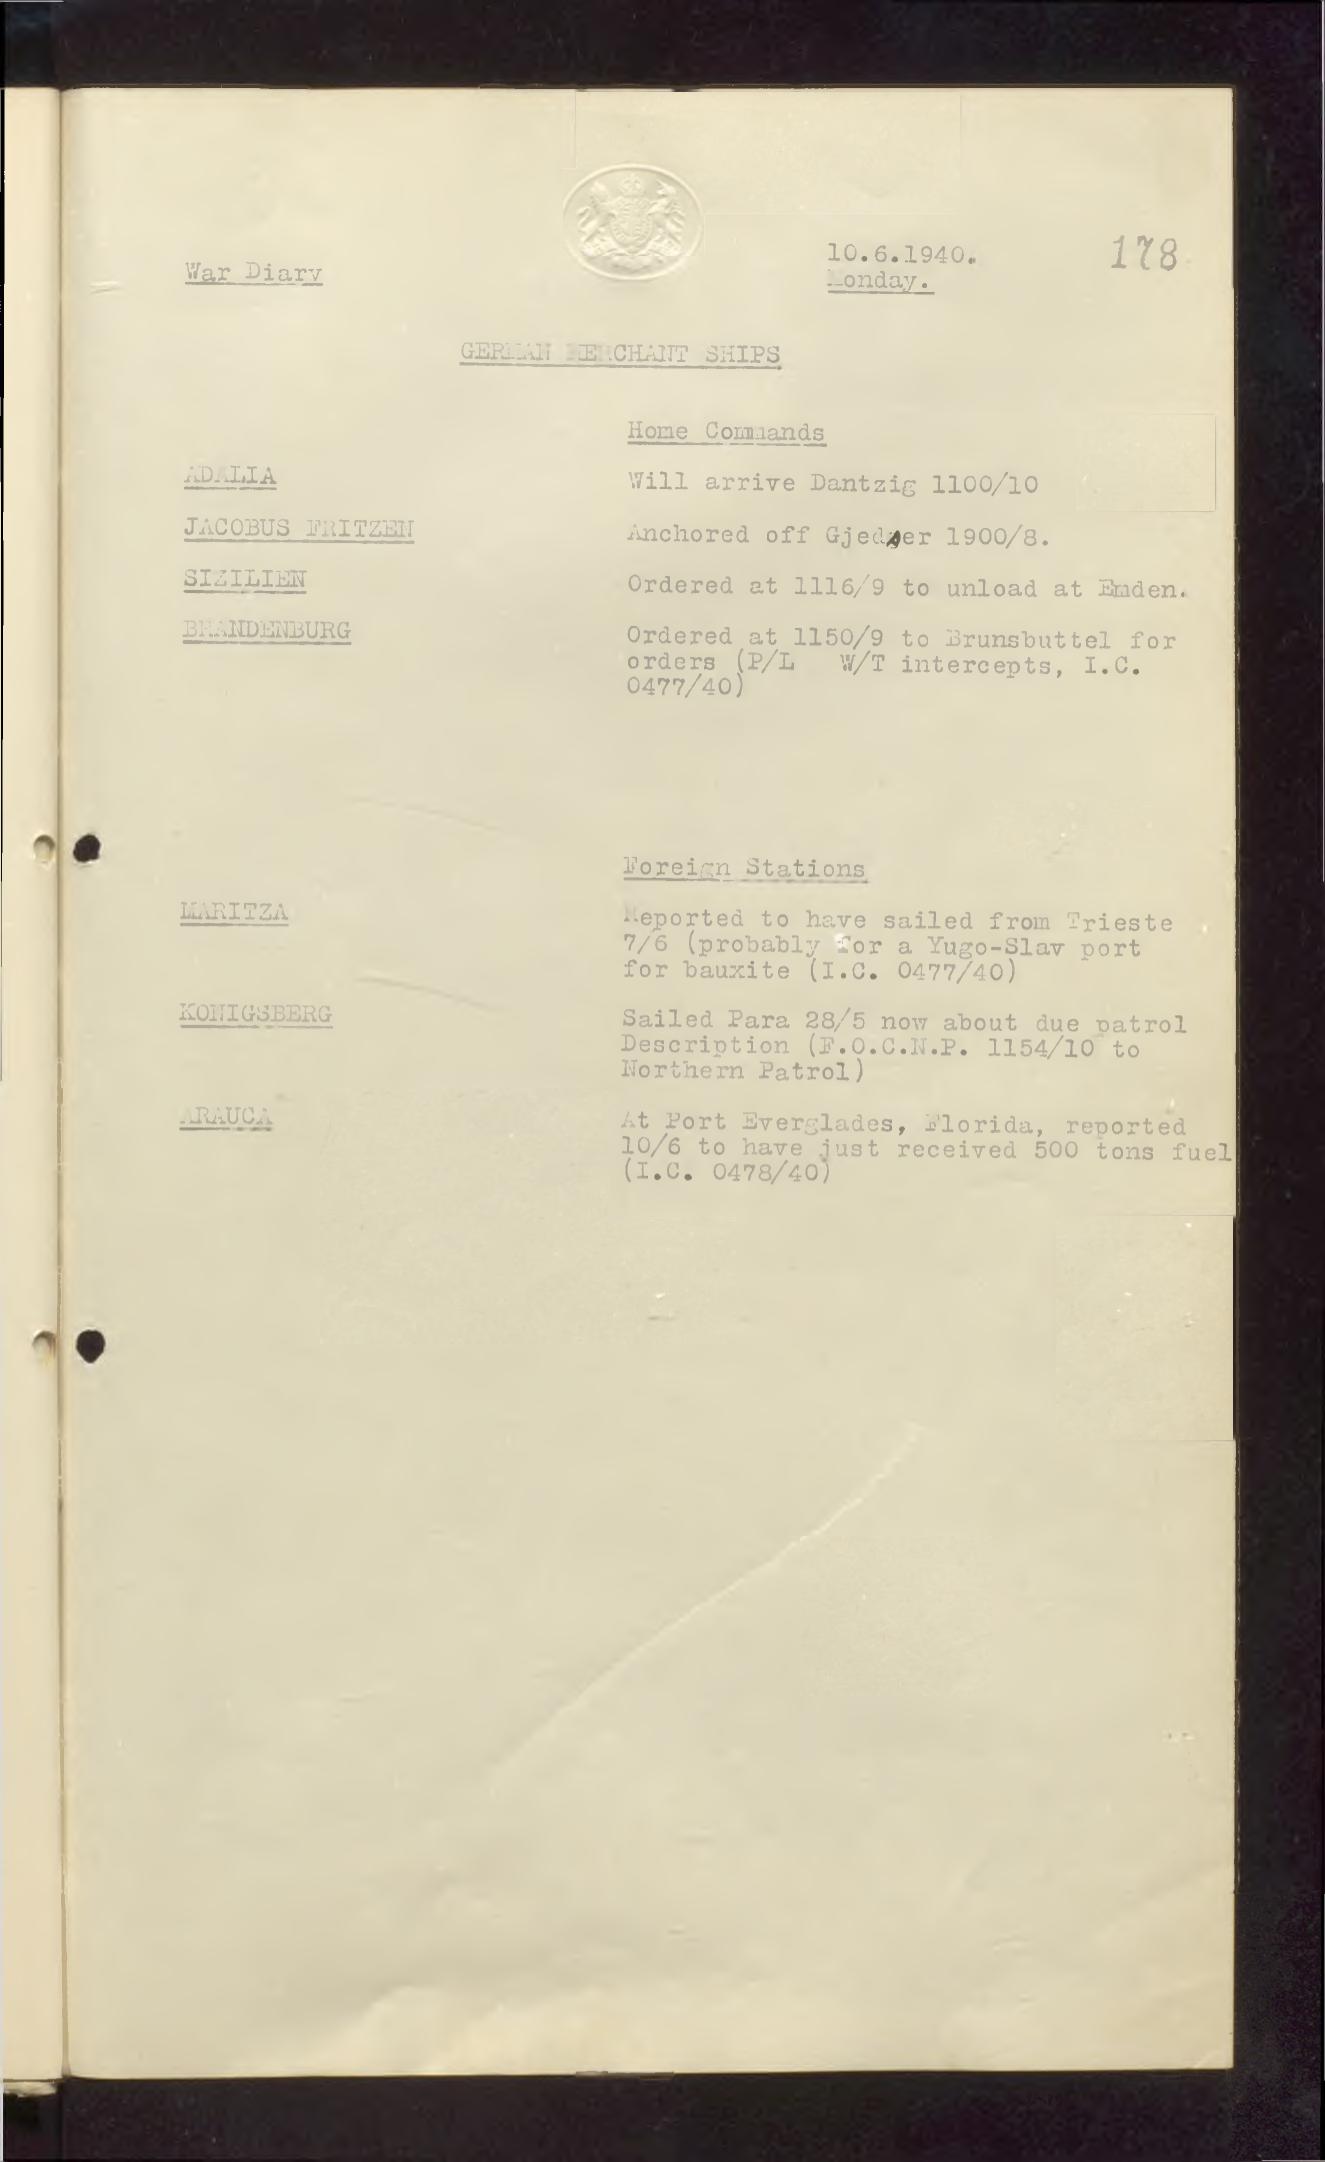 War Diary
10.6.1940.
Monday.
178
GERMAN MERCHANT SHIPS
Home Commands
ADALIA Will arrive Dantzig 1100/10
JACOBUS FRITZEN Anchored off Gjedser 1900/8.
SIZILIEN Ordered at 1116/9 to unload at Emden.
BRANDENBURG Ordered at 1150/9 to Brunsbuttel for
orders (P/L W/T intercepts, I.C.
0477/40)
Foreign Stations
MARITZA Reported to have sailed from Trieste
7/6 (probably for a Yugo-Slav port
for bauxite (I.C. 0477/40)
KONIGSBERG Sailed Para 28/5 now about due patrol
Description (F.O.C.N.P. 1154/10 to
Northern Patrol)
ARAUCA At Port Everglades, Florida, reported
10/6 to have just received 500 tons fuel
(I.C. 0478/40)